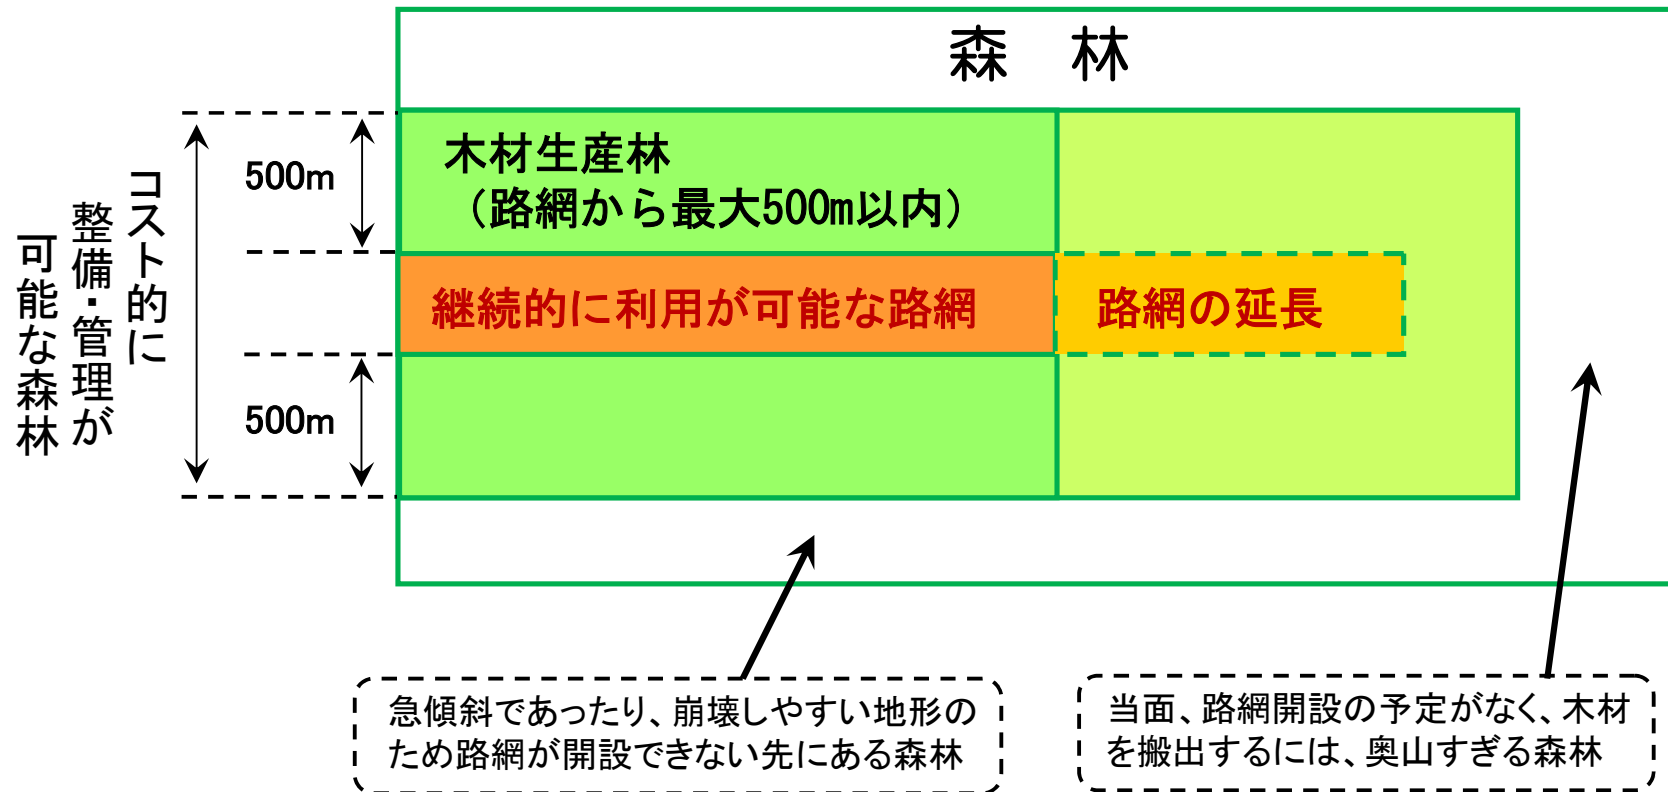 森　林
コスト的に
整備・管理が
可能な森林
500m
木材生産林
（路網から最大500m以内）
継続的に利用が可能な路網
路網の延長
500m
急傾斜であったり、崩壊しやすい地形の
ため路網が開設できない先にある森林
当面、路網開設の予定がなく、木材
を搬出するには、奥山すぎる森林